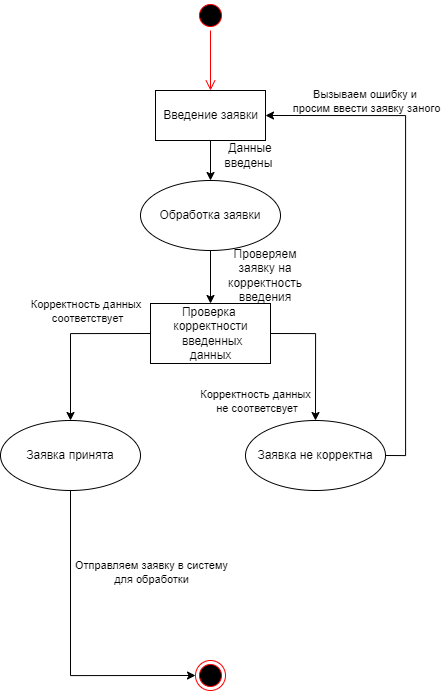 Вызываем ошибку и
просим ввести заявку заного
Введение заявки
Данные
введены
Обработка заявки
Проверяем
заявку на
корректность
введения
Корректность данных
соответствует
Проверка
корректности
введенных
данных
Корректность данных
не соответсвует
Заявка принята
Заявка не корректна
Отправляем заявку в систему
для обработки